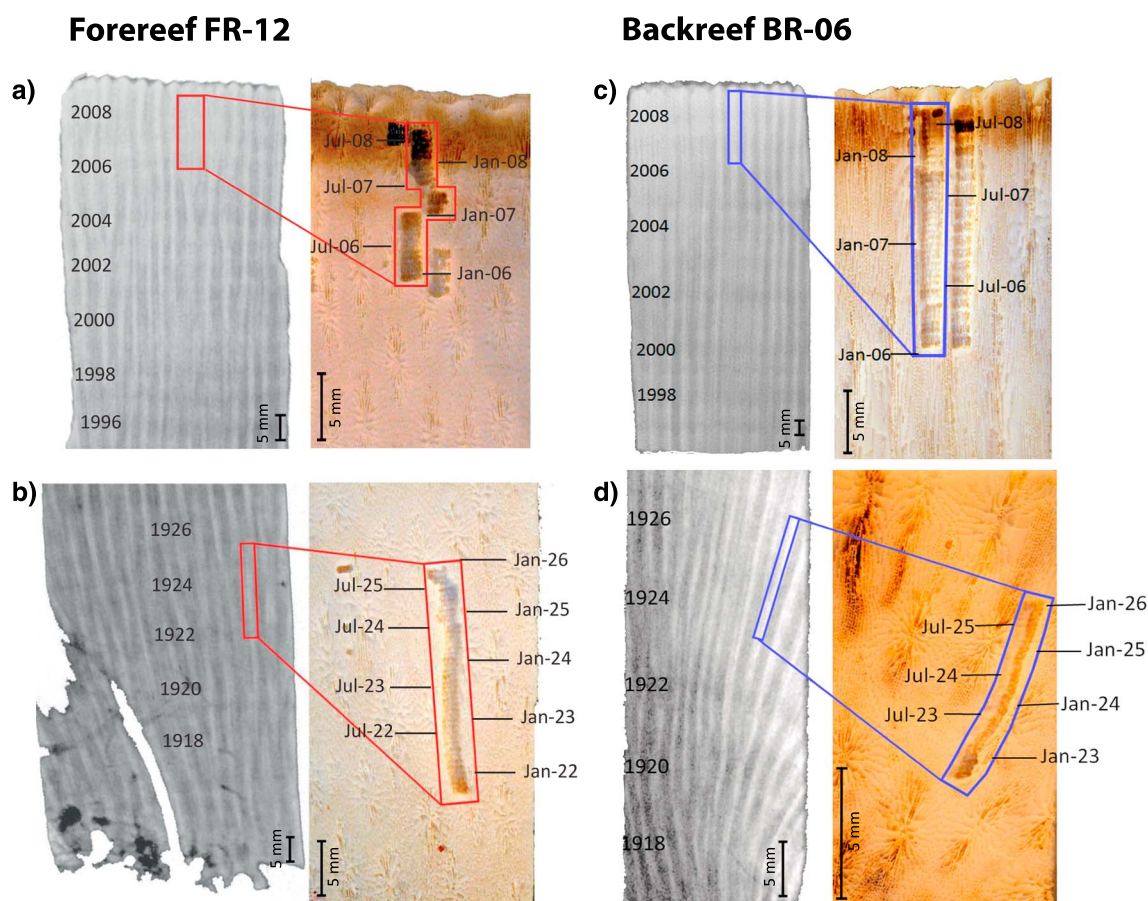 Forereef FR-12
Backreef BR-06
a)
2008
2006
2004
2002
2000
1998
1996
5 mm
Jul-08
Jan-08
Jul-07
Jan-07
Jul-06
Jan-06
5 mm
c)
2008
2006
2004
2002
2000
1998
5 mm
Jul-08
Jan-08
Jul-07
Jan-07
Jul-06
Jan-06
5 mm
b)
1926
1924
1922
1920
1918
5 mm
Jan-26
Jul-25
Jan-25
Jul-24
Jan-24
Jul-23
Jan-23
Jul-22
Jan-22
5 mm
d)
1926
1924
1922
1920
1918
5 mm
Jan-26
Jul-25
Jan-25
Jul-24
Jan-24
Jul-23
Jan-23
5 mm